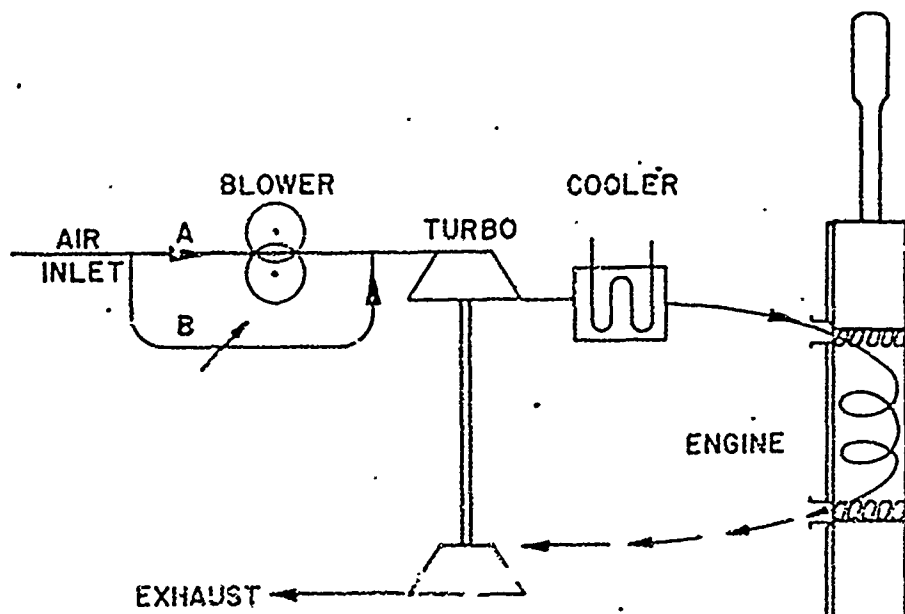 BLOWER
COOLER
A
TURBO
AIR
INLET
B
ENGINE
EXHAUST